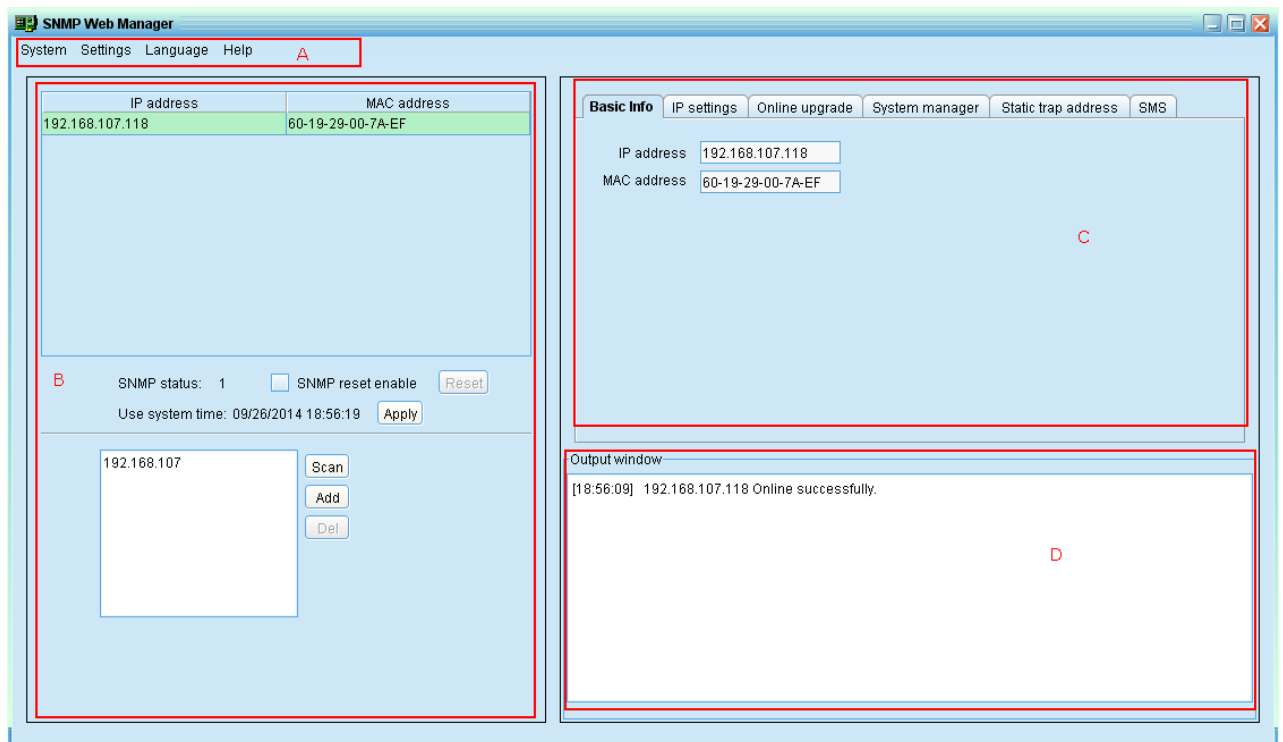 SNMP Web Manager
System Settings Language Help A
IP address MAC address
192.168.107.118 60-19-29-00-7A-EF
B
SNMP status: 1 SNMP reset enable Reset
Use system time: 09/26/2014 18:56:19 Apply
192.168.107
Scan
Add
Del
Basic Info IP settings Online upgrade System manager Static trap address SMS
IP address 192.168.107.118
MAC address 60-19-29-00-7A-EF
C
Output window
[18:56:09] 192.168.107.118 Online successfully.
D